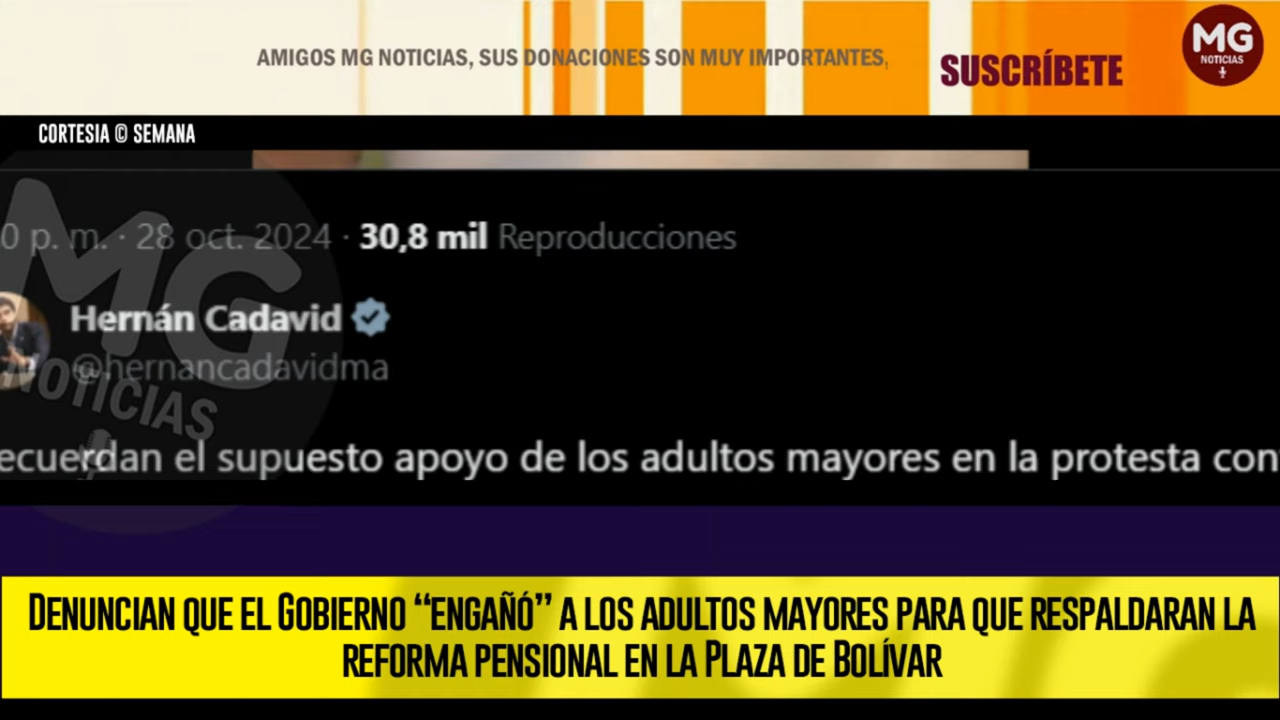 AMIGOS MG NOTICIAS, SUS DONACIONES SON MUY IMPORTANTES,
SUSCRÍBETE
MG
NOTICIAS
CORTESIA © SEMANA
0 p. m. · 28 oct. 2024 · 30,8 mil Reproducciones
Hernán Cadavid
@hernancadavidma
MG
NOTICIAS
ecuerdan el supuesto apoyo de los adultos mayores en la protesta con
DENUNCIAN QUE EL GOBIERNO “ENGAÑÓ” A LOS ADULTOS MAYORES PARA QUE RESPALDARAN LA
REFORMA PENSIONAL EN LA PLAZA DE BOLÍVAR